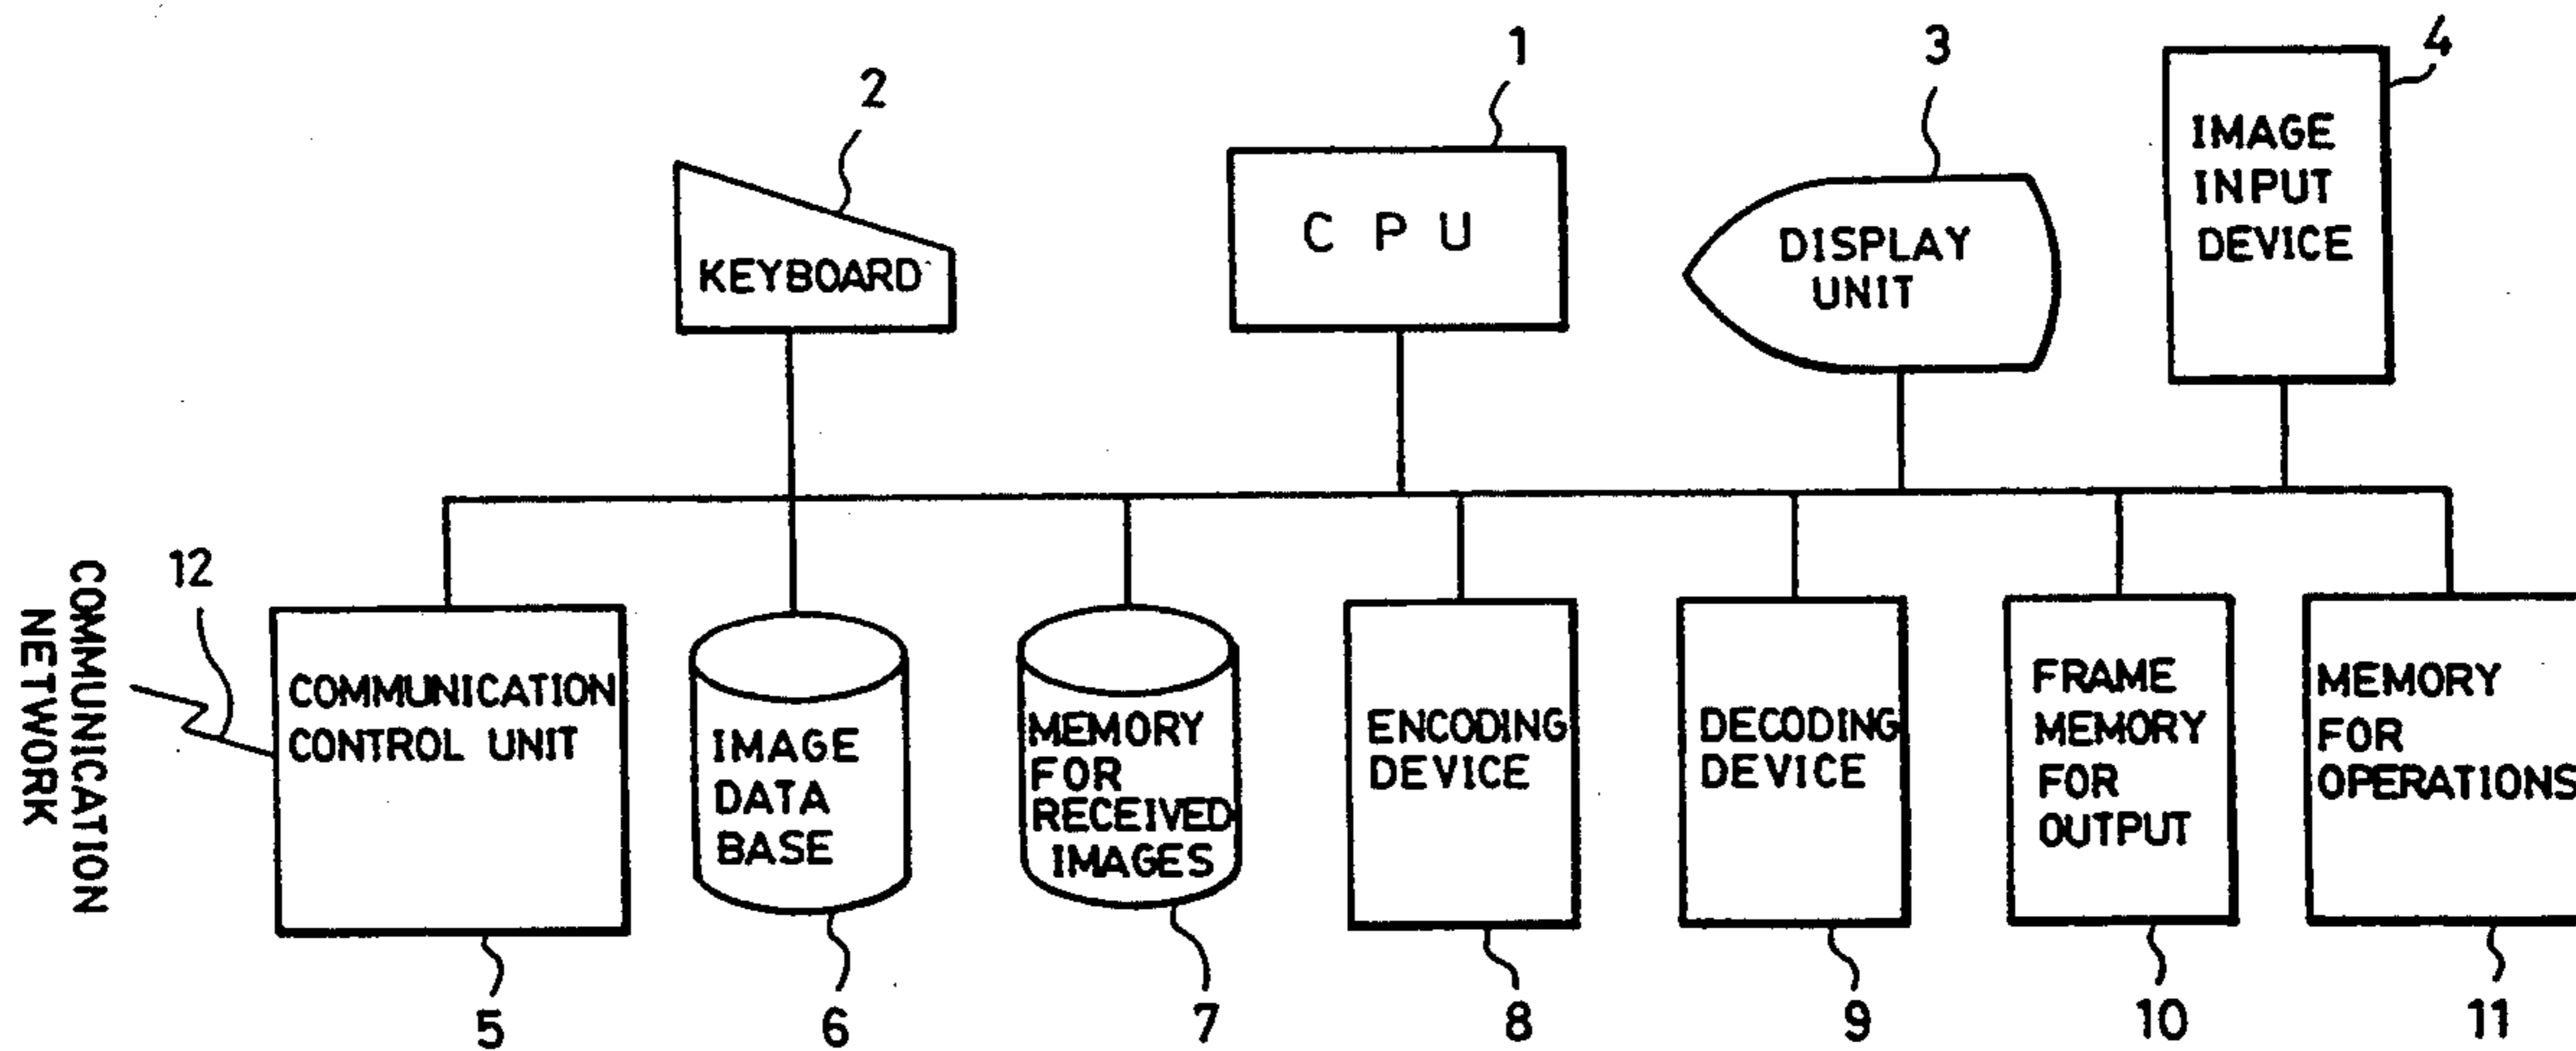 1
2
3
4
KEYBOARD
C P U
DISPLAY
UNIT
IMAGE
INPUT
DEVICE
COMMUNICATION
NETWORK
12
COMMUNICATION
CONTROL UNIT
IMAGE
DATA
BASE
MEMORY
FOR
RECEIVED
IMAGES
ENCODING
DEVICE
DECODING
DEVICE
FRAME
MEMORY
FOR
OUTPUT
MEMORY
FOR
OPERATIONS
5
6
7
8
9
10
11